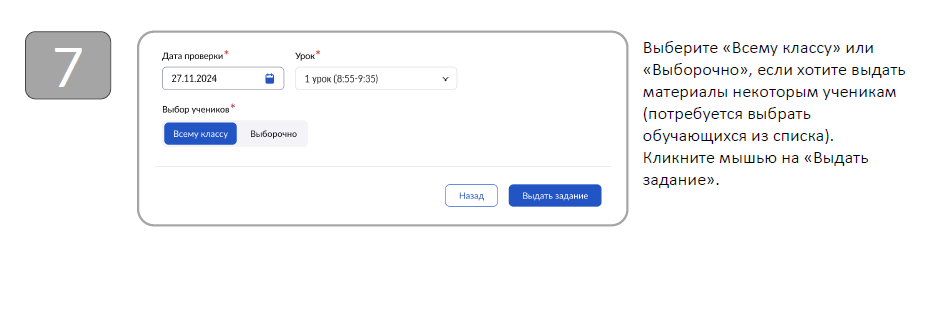 7
Дата проверки*
Урок*
27.11.2024
1 урок (8:55-9:35)
Выбор учеников*
Всему классу
Выборочно
Назад
Выдать задание
Выберите «Всему классу» или
«Выборочно», если хотите выдать
материалы некоторым ученикам
(потребуется выбрать
обучающихся из списка).
Кликните мышью на «Выдать
задание».